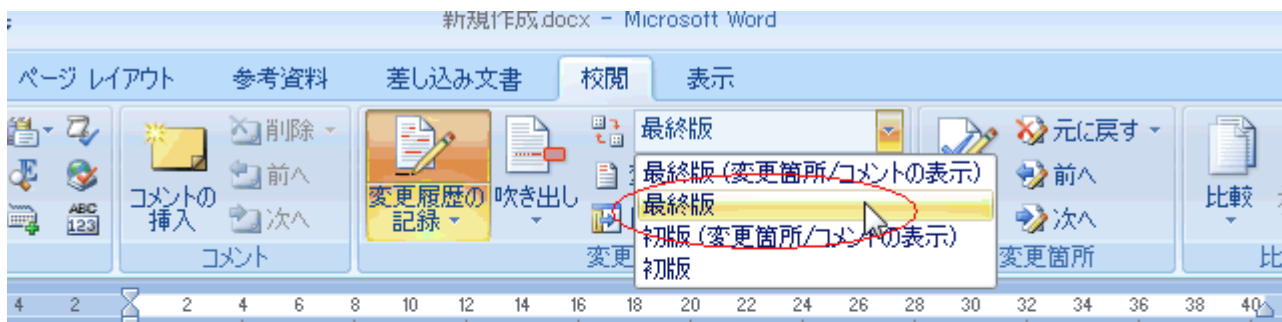 新規作成.docx - Microsoft Word
ページ レイアウト 参考資料 差し込み文書 校閲 表示
削除 最終版 元に戻す
前へ 最終版 (変更箇所/コメントの表示) 前へ
コメントの挿入 変更履歴の記録 吹き出し 最終版 比較
ABC 123 次へ 初版 (変更箇所/コメントの表示) 次へ
コメント 変更 初版 変更箇所 比
4 2 2 4 6 8 10 12 14 16 18 20 22 24 26 28 30 32 34 36 38 40